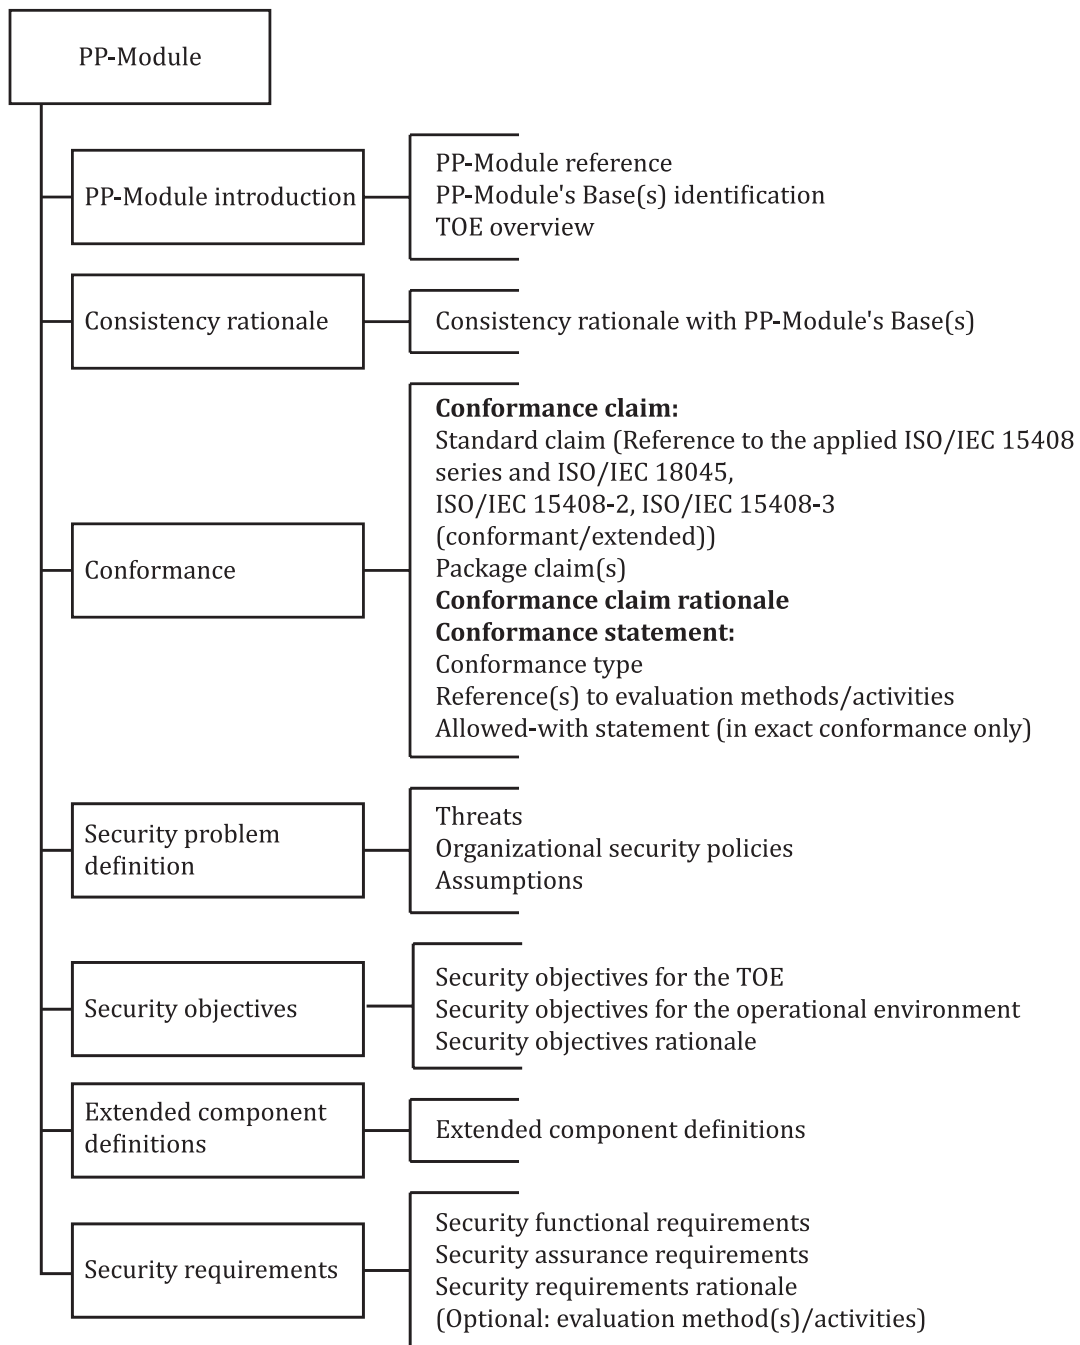 PP-Module
PP-Module introduction
PP-Module reference
PP-Module's Base(s) identification
TOE overview
Consistency rationale
Consistency rationale with PP-Module's Base(s)
Conformance
Conformance claim:
Standard claim (Reference to the applied ISO/IEC 15408
series and ISO/IEC 18045,
ISO/IEC 15408-2, ISO/IEC 15408-3
(conformant/extended))
Package claim(s)
Conformance claim rationale
Conformance statement:
Conformance type
Reference(s) to evaluation methods/activities
Allowed-with statement (in exact conformance only)
Security problem
definition
Threats
Organizational security policies
Assumptions
Security objectives
Security objectives for the TOE
Security objectives for the operational environment
Security objectives rationale
Extended component
definitions
Extended component definitions
Security requirements
Security functional requirements
Security assurance requirements
Security requirements rationale
(Optional: evaluation method(s)/activities)